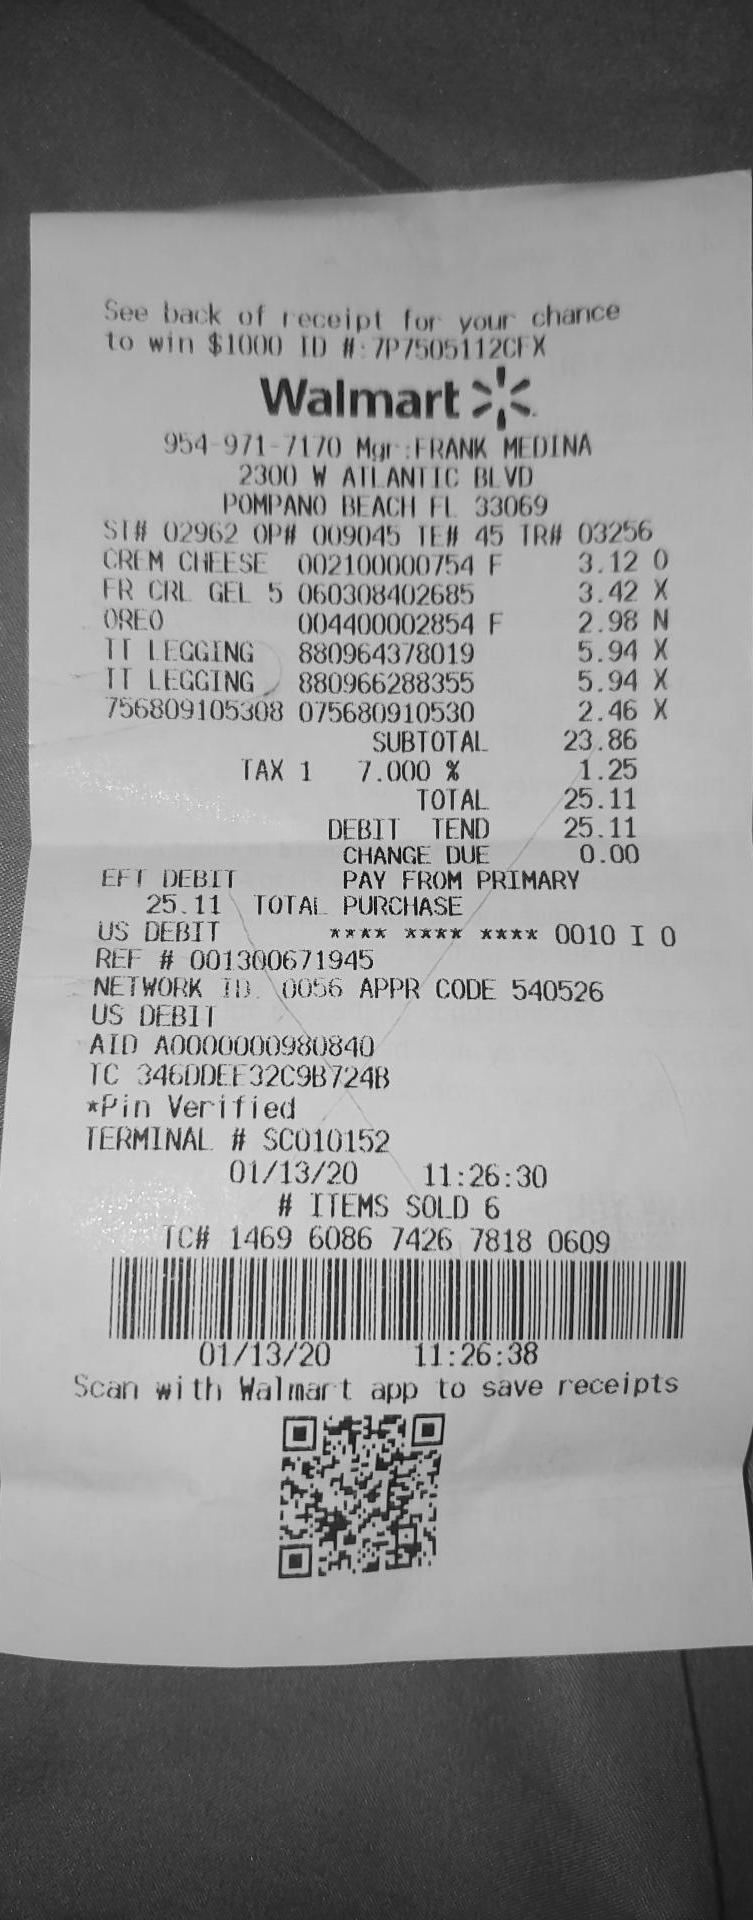 See back of receipt for your chance
to win $1000 ID #:7P7505112CFX
Walmart
954-971-7170 Mgr:FRANK MEDINA
2300 W ATLANTIC BLVD
POMPANO BEACH FL 33069
ST# 02962 OP# 009045 TE# 45 TR# 03256
CREM CHEESE 002100000754 F 3.12 O
FR CRL GEL 5 060308402685 3.42 X
OREO 004400002854 F 2.98 N
TT LEGGING 880964378019 5.94 X
TT LEGGING 880966288355 5.94 X
756809105308 075680910530 2.46 X
SUBTOTAL 23.86
TAX 1 7.000 % 1.25
TOTAL 25.11
DEBIT TEND 25.11
CHANGE DUE 0.00
EFT DEBIT PAY FROM PRIMARY
25.11 TOTAL PURCHASE
US DEBIT **** **** **** 0010 I 0
REF # 001300671945
NETWORK ID. 0056 APPR CODE 540526
US DEBIT
AID A0000000980840
TC 346DDEE32C9B724B
*Pin Verified
TERMINAL # SC010152
01/13/20 11:26:30
# ITEMS SOLD 6
TC# 1469 6086 7426 7818 0609
01/13/20 11:26:38
Scan with Walmart app to save receipts